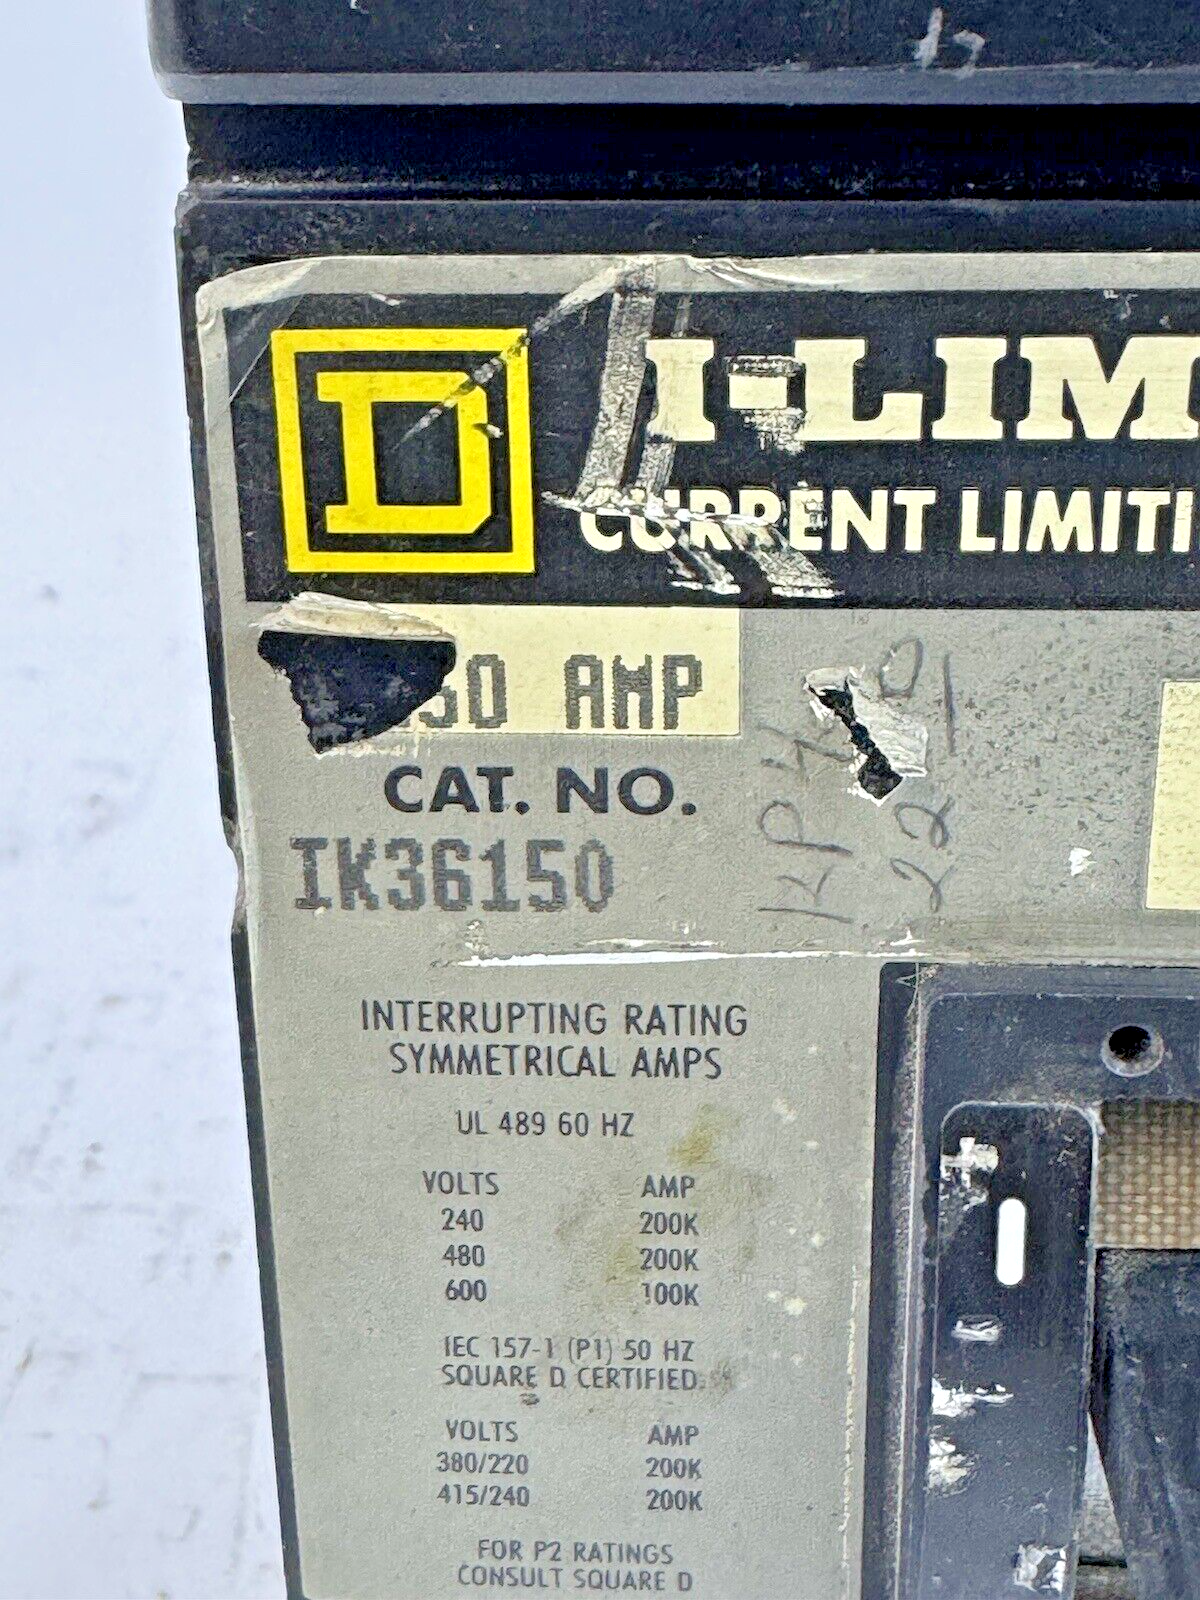 D I-LIM
CURRENT LIMITI
50 AMP
CAT. NO.
IK36150
INTERRUPTING RATING
SYMMETRICAL AMPS
UL 489 60 HZ
VOLTS AMP
240 200K
480 200K
600 100K
IEC 157-1 (P1) 50 HZ
SQUARE D CERTIFIED
VOLTS AMP
380/220 200K
415/240 200K
FOR P2 RATINGS
CONSULT SQUARE D